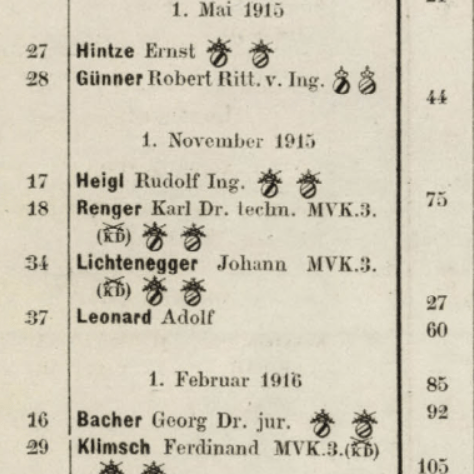 1. Mai 1915
27 Hintze Ernst
28 Günner Robert Ritt. v. Ing.
44
1. November 1915
17 Heigl Rudolf Ing.
75
18 Renger Karl Dr. techn. MVK.3.
(KD)
34 Lichtenegger Johann MVK.3.
(KD)
27
37 Leonard Adolf
60
1. Februar 1916
85
92
16 Bacher Georg Dr. jur.
29 Klimsch Ferdinand MVK.3.(KD)
105